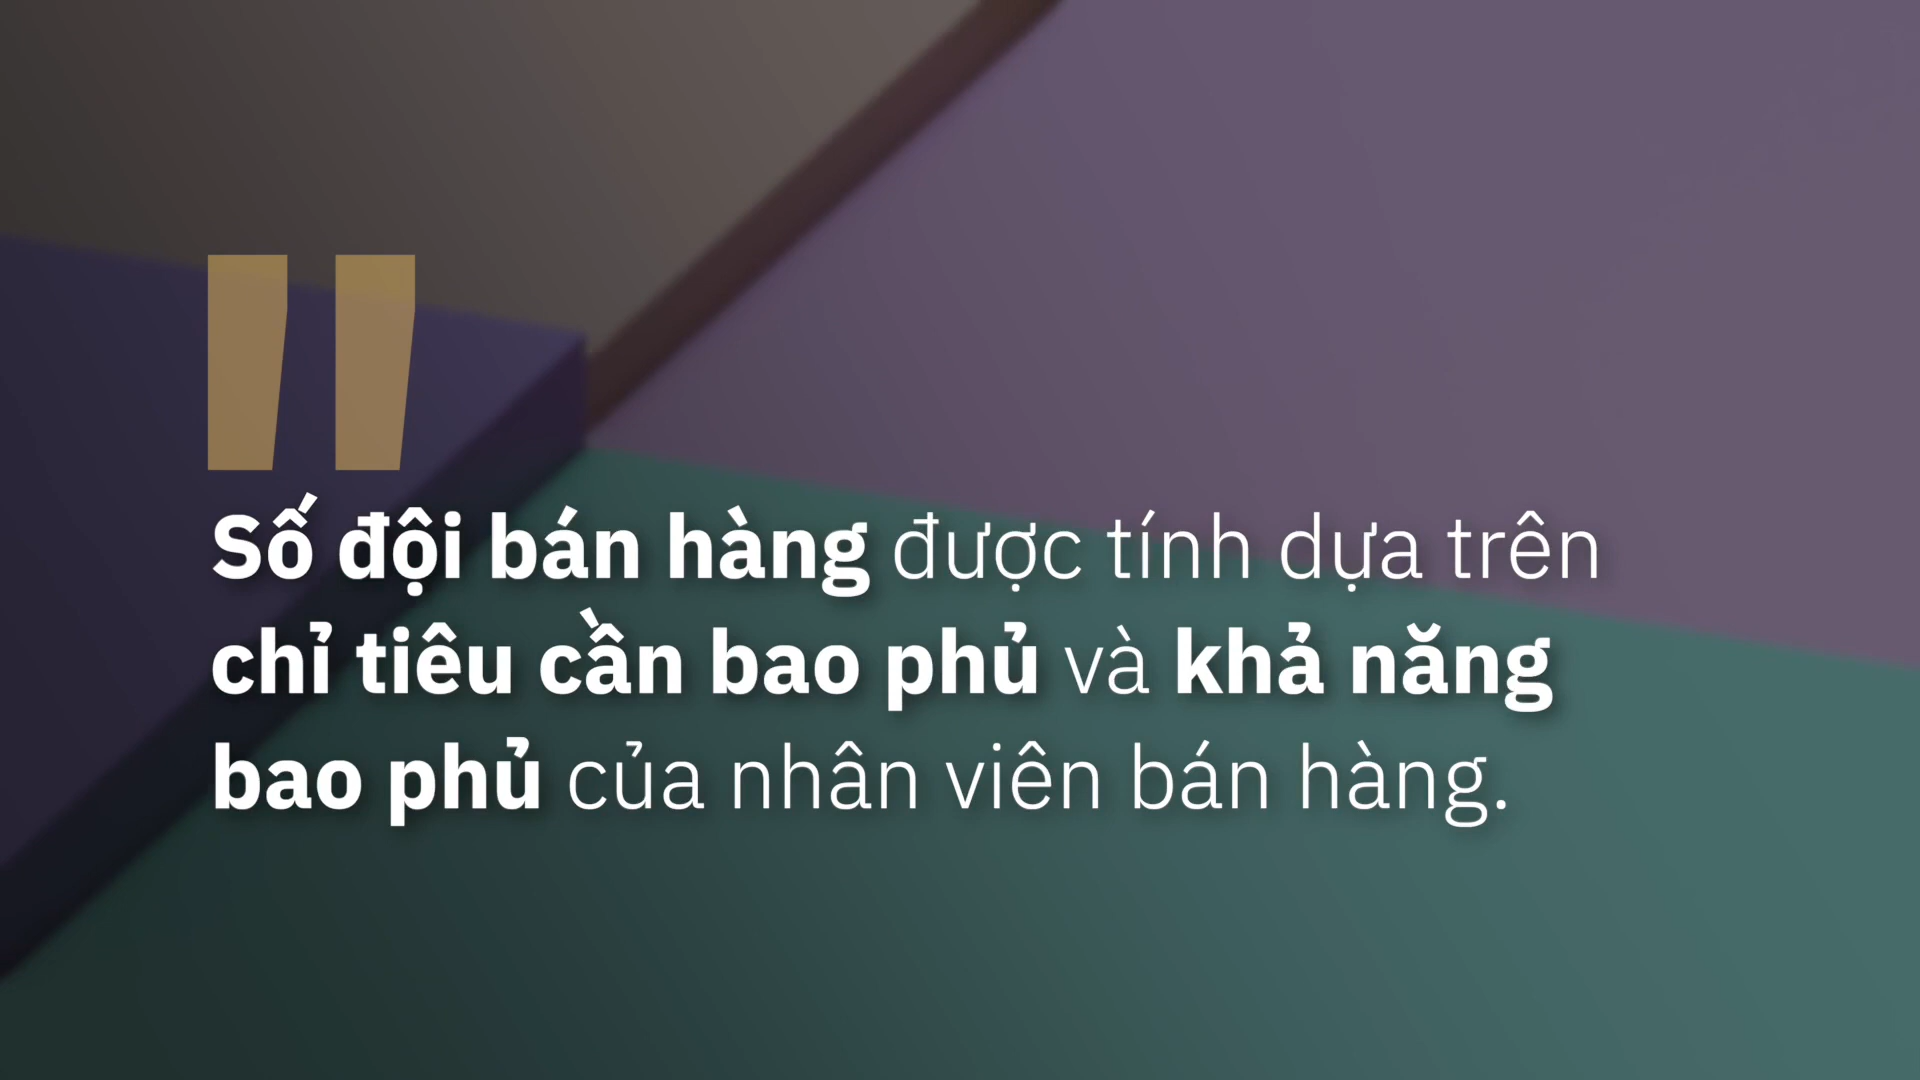 "
Số đội bán hàng được tính dựa trên
chỉ tiêu cần bao phủ và khả năng
bao phủ của nhân viên bán hàng.